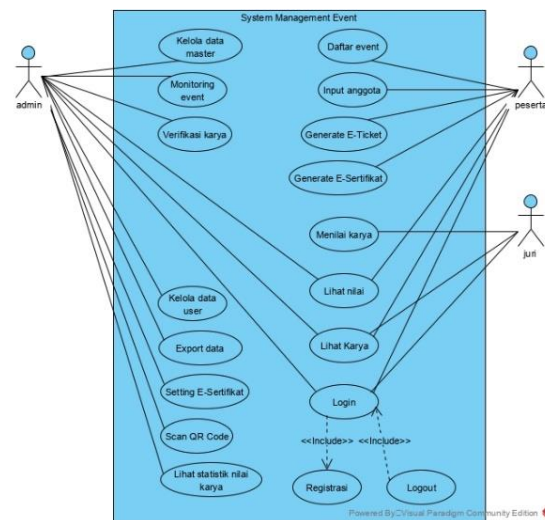 System Management Event
Kelola data
master
Daftar event
Monitoring
event
Input anggota
admin
peserta
Verifikasi karya
Generate E-Ticket
Generate E-Sertifikat
Menilai karya
juri
Kelola data
user
Lihat nilai
Export data
Lihat Karya
Setting E-Sertifikat
Login
Scan QR Code
<<Include>>
<<Include>>
Lihat statistik nilai
karya
Registrasi
Logout
Powered By Visual Paradigm Community Edition